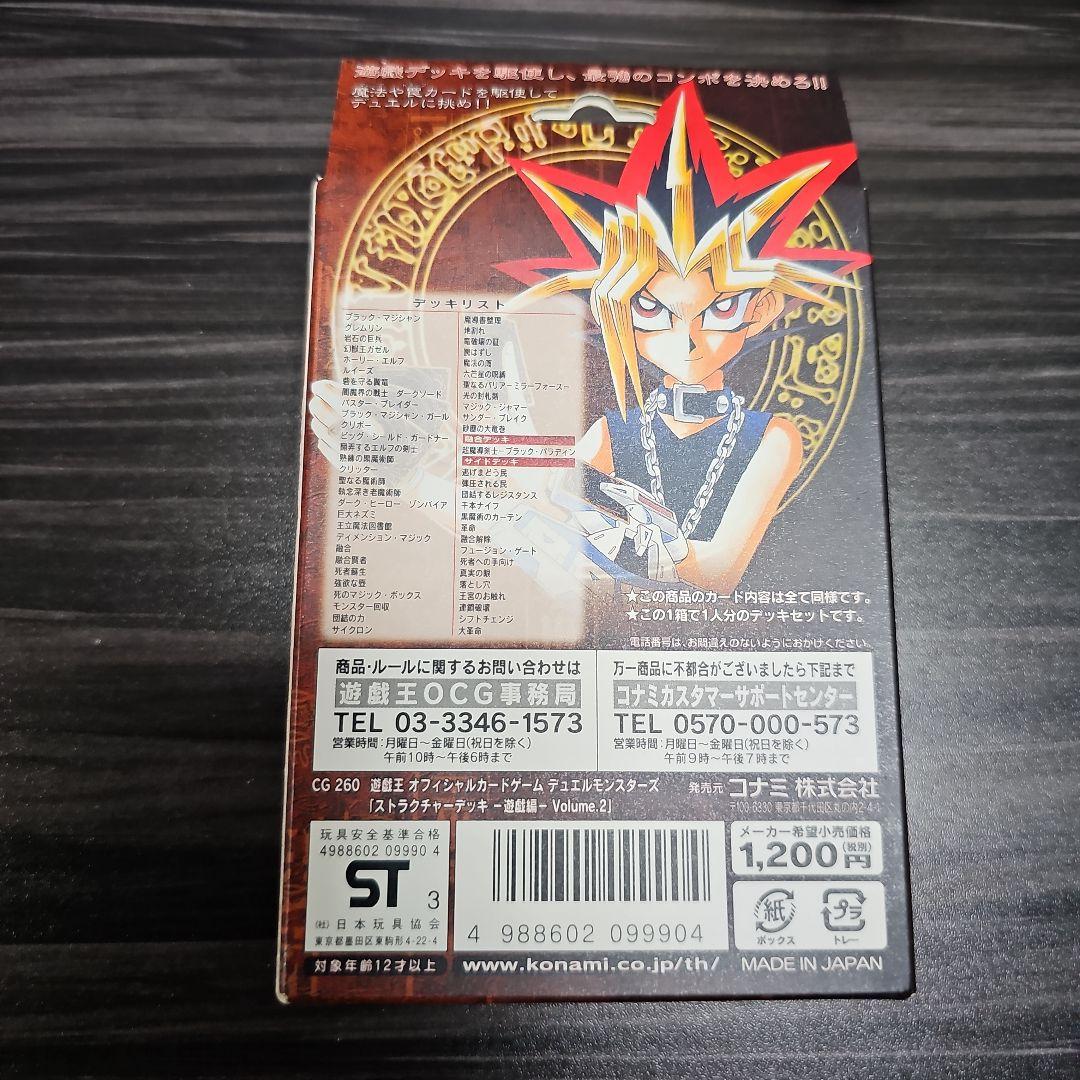 遊戯デッキを駆使し、最強のコンボを決めろ!!
魔法や罠カードを駆使して
デュエルに挑め!!
デッキリスト
ブラック・マジシャン
グレムリン
岩石の巨兵
幻獣王ガゼル
ホーリー・エルフ
ルイーズ
砦を守る翼竜
闇魔界の戦士 ダークソード
バスター・ブレイダー
ブラック・マジシャン・ガール
クリボー
ビッグ・シールド・ガードナー
翻弄するエルフの剣士
熟練の黒魔術師
クリッター
聖なる魔術師
執念深き老魔術師
ダーク・ヒーロー ゾンバイア
巨大ネズミ
王立魔法図書館
ディメンション・マジック
融合
融合賢者
死者蘇生
強欲な壺
死のマジック・ボックス
モンスター回収
団結の力
サイクロン
魔導書整理
地割れ
竜破壊の証
罠はずし
魔法の筒
六芒星の呪縛
聖なるバリアーミラーフォースー
光の封札剣
マジック・ジャマー
サンダー・ブレイク
砂塵の大竜巻
融合デッキ
超魔導剣士-ブラック・パラディン
サイドデッキ
逃げまどう民
弾圧される民
団結するレジスタンス
千本ナイフ
黒魔術のカーテン
革命
融合解除
フュージョン・ゲート
死者への手向け
真実の眼
落とし穴
王宮のお触れ
連鎖破壊
シフトチェンジ
大革命
★この商品のカード内容は全て同様です。
★この1箱で1人分のデッキセットです。
電話番号は、お間違えのないようにおかけください。
商品・ルールに関するお問い合わせは
遊戯王OCG事務局
TEL 03-3346-1573
営業時間:月曜日〜金曜日(祝日を除く)
午前10時〜午後6時まで
万一商品に不都合がございましたら下記まで
コナミカスタマーサポートセンター
TEL 0570-000-573
営業時間:月曜日〜金曜日(祝日を除く)
午前9時〜午後7時まで
CG 260 遊戯王 オフィシャルカードゲーム デュエルモンスターズ
「ストラクチャーデッキ -遊戯編- Volume.2」
発売元 コナミ株式会社
〒100-6330 東京都千代田区丸の内2-4-1
玩具安全基準合格
4988602 09990 4
ST 3
(社)日本玩具協会
東京都墨田区東駒形4-22-4
対象年齢12才以上
4 988602 099904
www.konami.co.jp/th/
メーカー希望小売価格
1,200円(税別)
紙
ボックス
プラ
トレー
MADE IN JAPAN